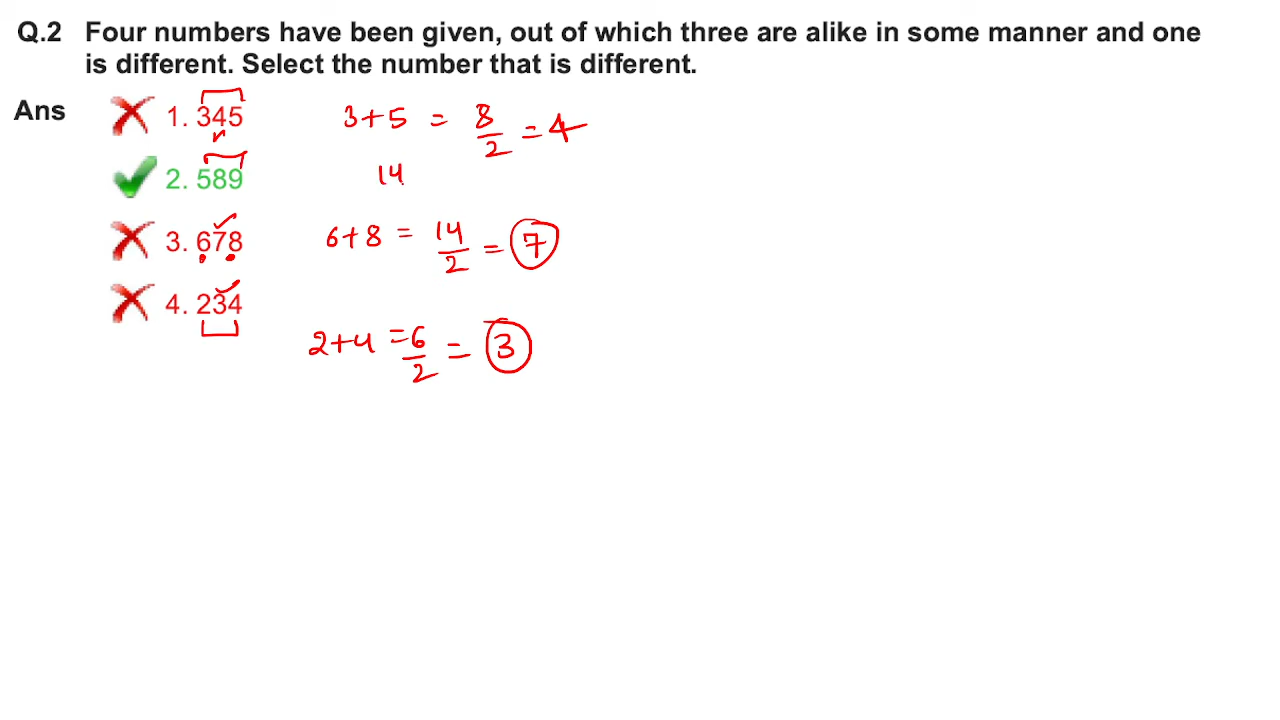 Q.2 Four numbers have been given, out of which three are alike in some manner and one
is different. Select the number that is different.
Ans
1. 345
3+5 = 8/2 = 4
2. 589
14
3. 678
6+8 = 14/2 = 7
4. 234
2+4 = 6/2 = 3